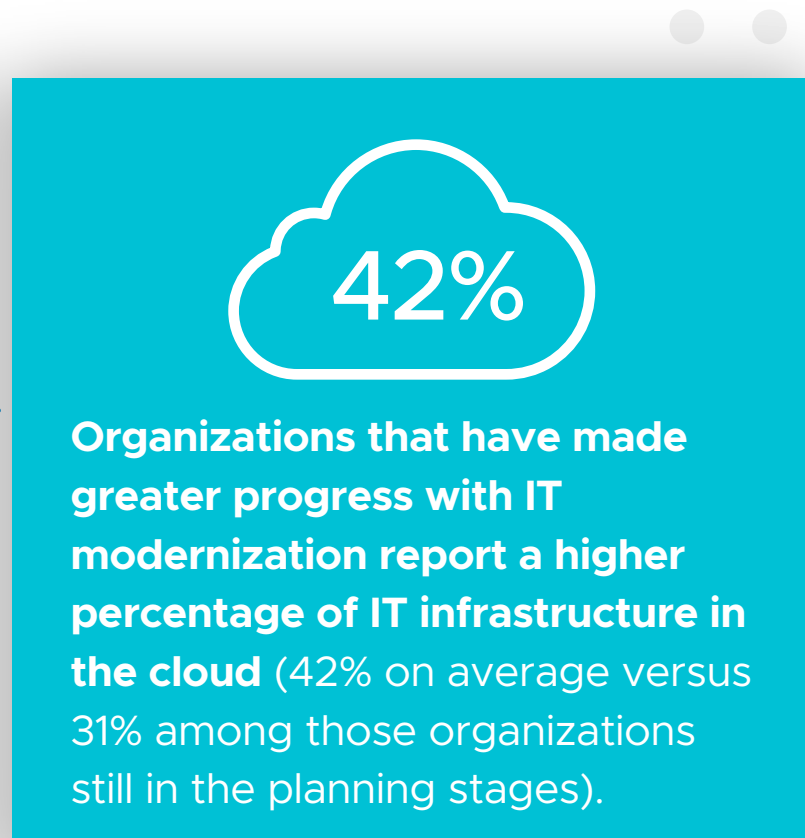 42%
Organizations that have made
greater progress with IT
modernization report a higher
percentage of IT infrastructure in
the cloud (42% on average versus
31% among those organizations
still in the planning stages).